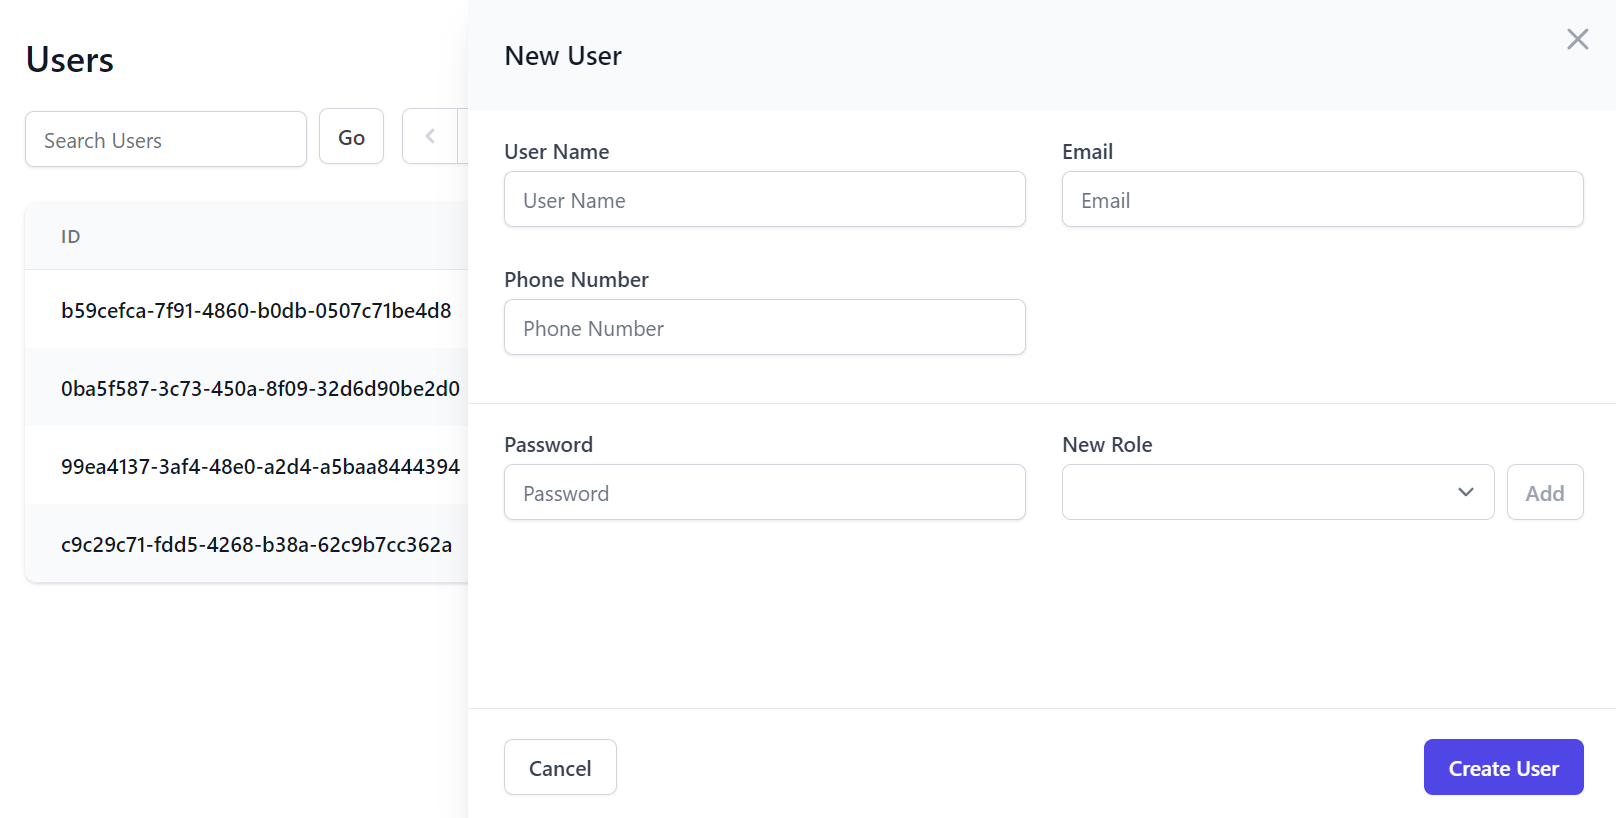 Users
Search Users
Go
ID
b59cefca-7f91-4860-b0db-0507c71be4d8
0ba5f587-3c73-450a-8f09-32d6d90be2d0
99ea4137-3af4-48e0-a2d4-a5baa8444394
c9c29c71-fdd5-4268-b38a-62c9b7cc362a
New User
User Name
Email
User Name
Email
Phone Number
Phone Number
Password
New Role
Password
Add
Cancel
Create User